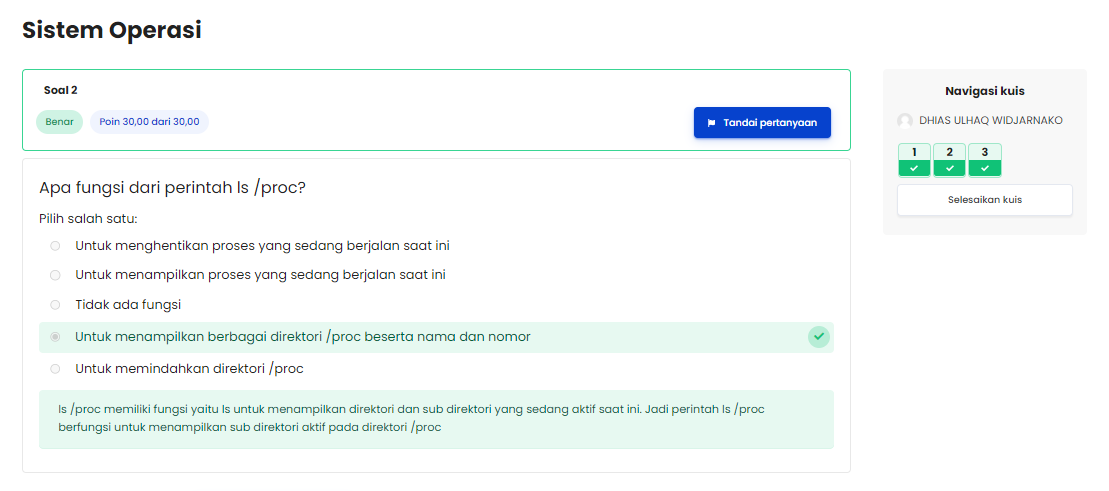 Sistem Operasi
Soal 2
Benar
Poin 30,00 dari 30,00
Tandai pertanyaan
Apa fungsi dari perintah ls /proc?
Pilih salah satu:
Untuk menghentikan proses yang sedang berjalan saat ini
Untuk menampilkan proses yang sedang berjalan saat ini
Tidak ada fungsi
Untuk menampilkan berbagai direktori /proc beserta nama dan nomor
Untuk memindahkan direktori /proc
ls /proc memiliki fungsi yaitu ls untuk menampilkan direktori dan sub direktori yang sedang aktif saat ini. Jadi perintah ls /proc
berfungsi untuk menampilkan sub direktori aktif pada direktori /proc
Navigasi kuis
DHIAS ULHAQ WIDJARNAKO
1 2 3
Selesaikan kuis